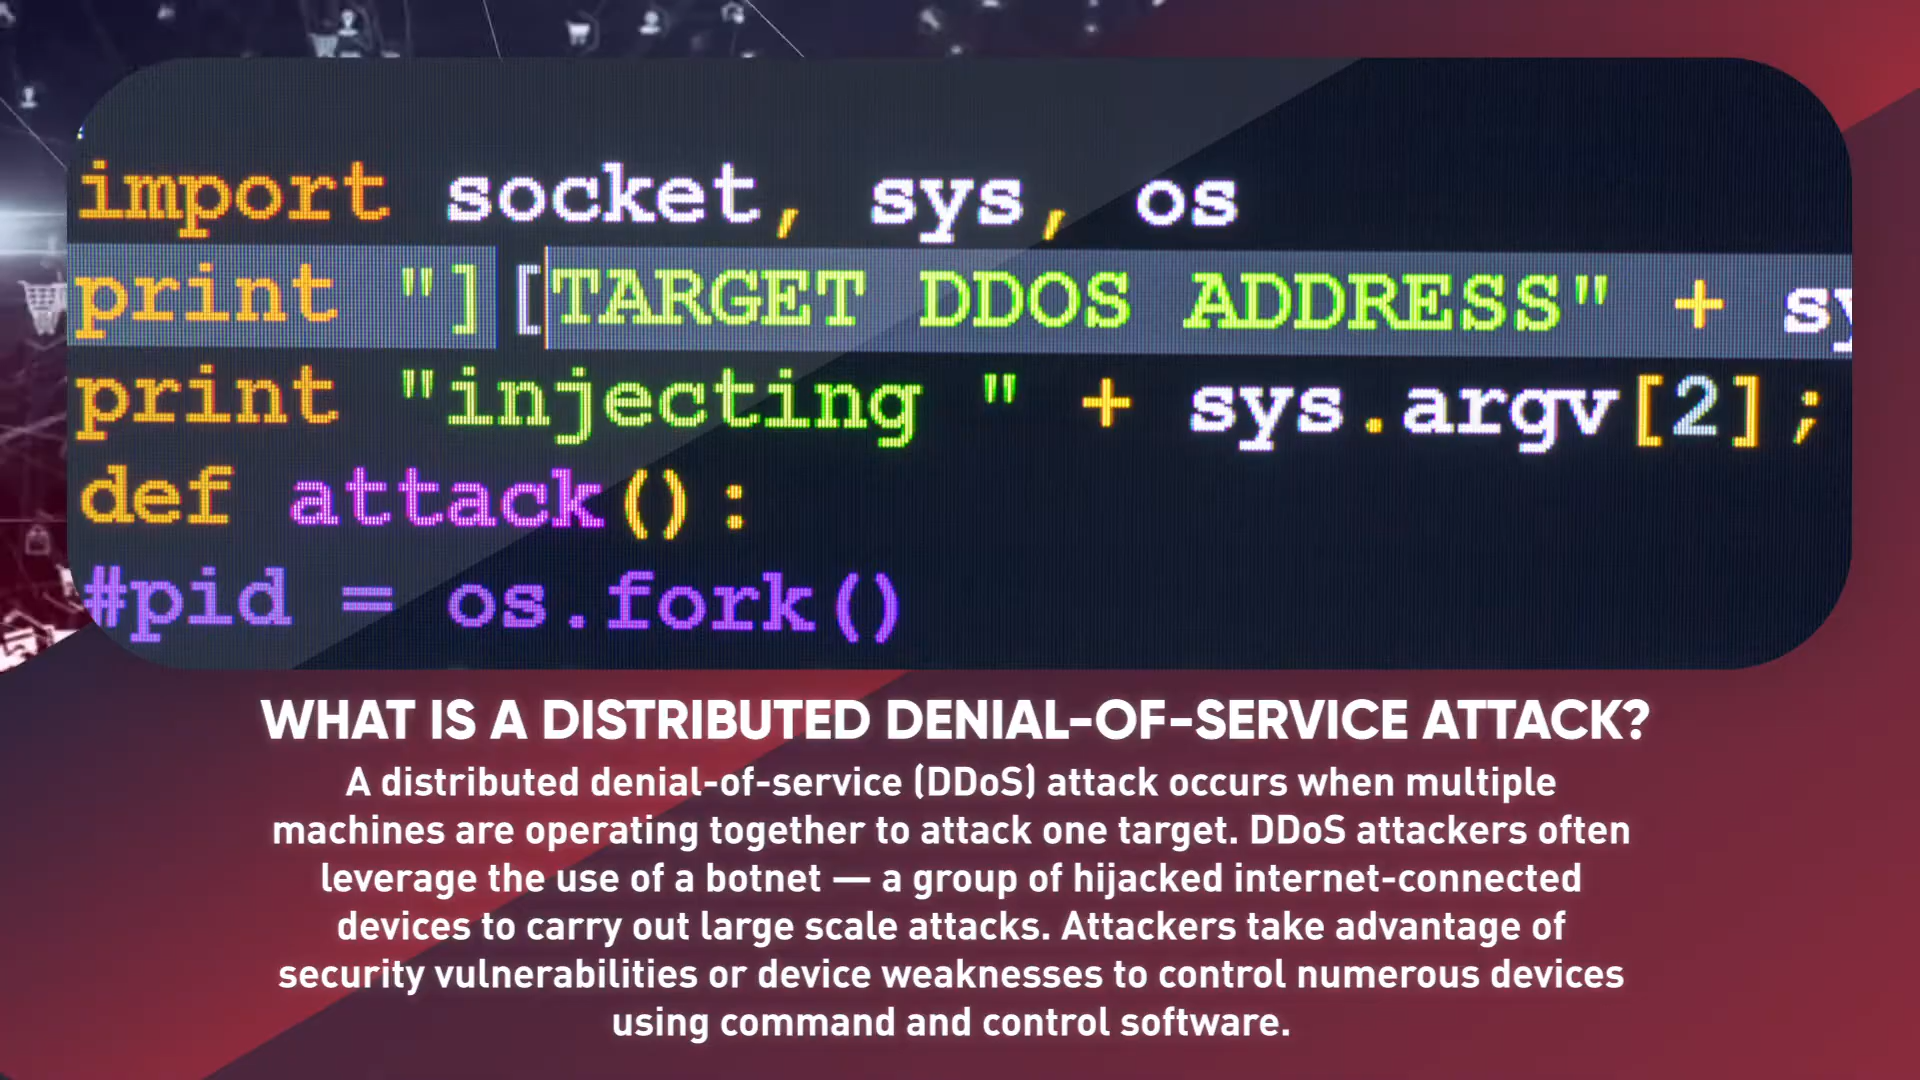 import socket, sys, os
print "][TARGET DDOS ADDRESS" + sy
print "injecting " + sys.argv[2];
def attack():
#pid = os.fork()
WHAT IS A DISTRIBUTED DENIAL-OF-SERVICE ATTACK?
A distributed denial-of-service (DDoS) attack occurs when multiple
machines are operating together to attack one target. DDoS attackers often
leverage the use of a botnet — a group of hijacked internet-connected
devices to carry out large scale attacks. Attackers take advantage of
security vulnerabilities or device weaknesses to control numerous devices
using command and control software.